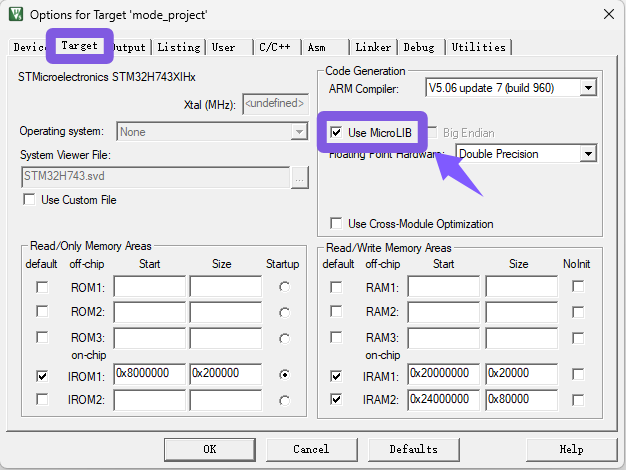 Options for Target 'mode_project'
Target Output Listing User C/C++ Asm Linker Debug Utilities
STMicroelectronics STM32H743XIHx
Xtal (MHz): <undefined>
Operating system: None
System Viewer File:
STM32H743.svd ...
Use Custom File
Code Generation
ARM Compiler: V5.06 update 7 (build 960)
Use MicroLIB Big Endian
Floating Point Hardware: Double Precision
Use Cross-Module Optimization
Read/Only Memory Areas
default off-chip Start Size Startup
ROM1:
ROM2:
ROM3:
on-chip
IROM1: 0x8000000 0x200000
IROM2:
Read/Write Memory Areas
default off-chip Start Size NoInit
RAM1:
RAM2:
RAM3:
on-chip
IRAM1: 0x20000000 0x20000
IRAM2: 0x24000000 0x80000
OK Cancel Defaults Help